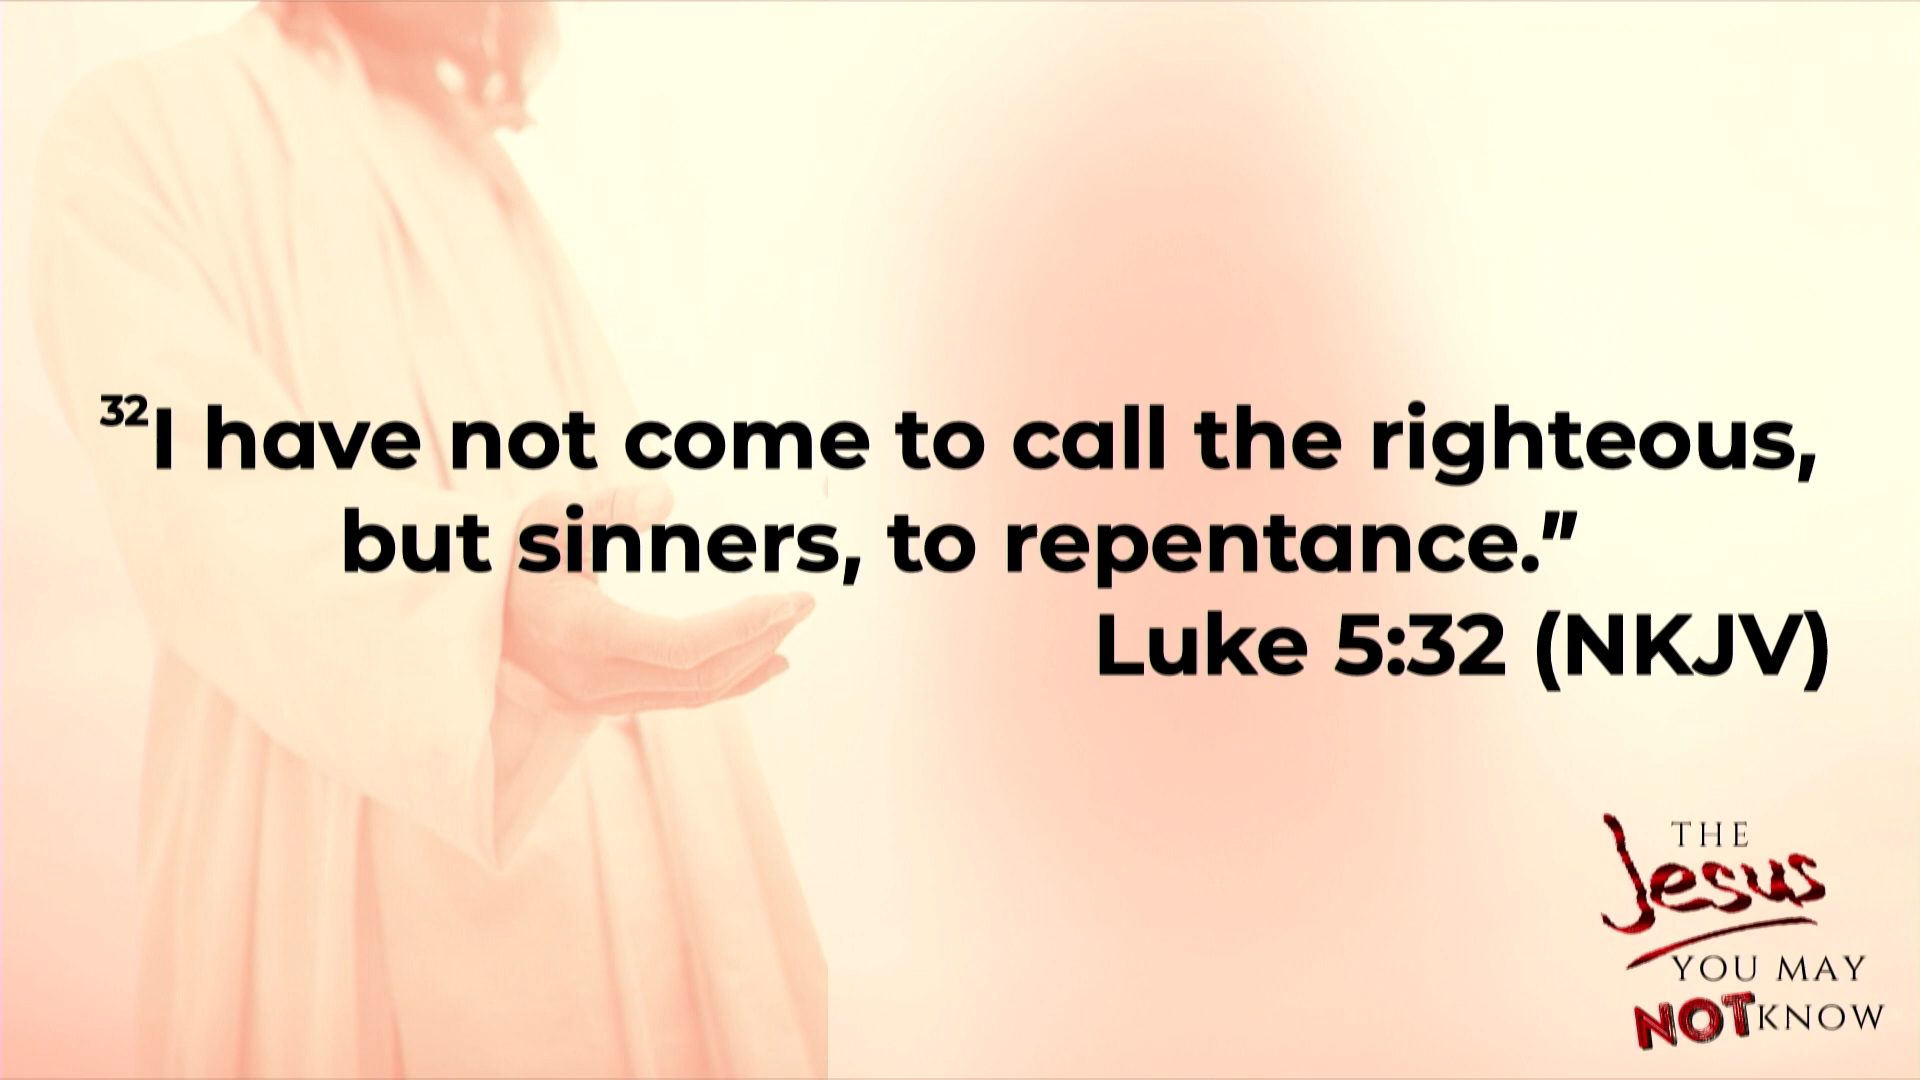 ³²I have not come to call the righteous,
but sinners, to repentance.”
Luke 5:32 (NKJV)
THE
Jesus
YOU MAY
NOT KNOW